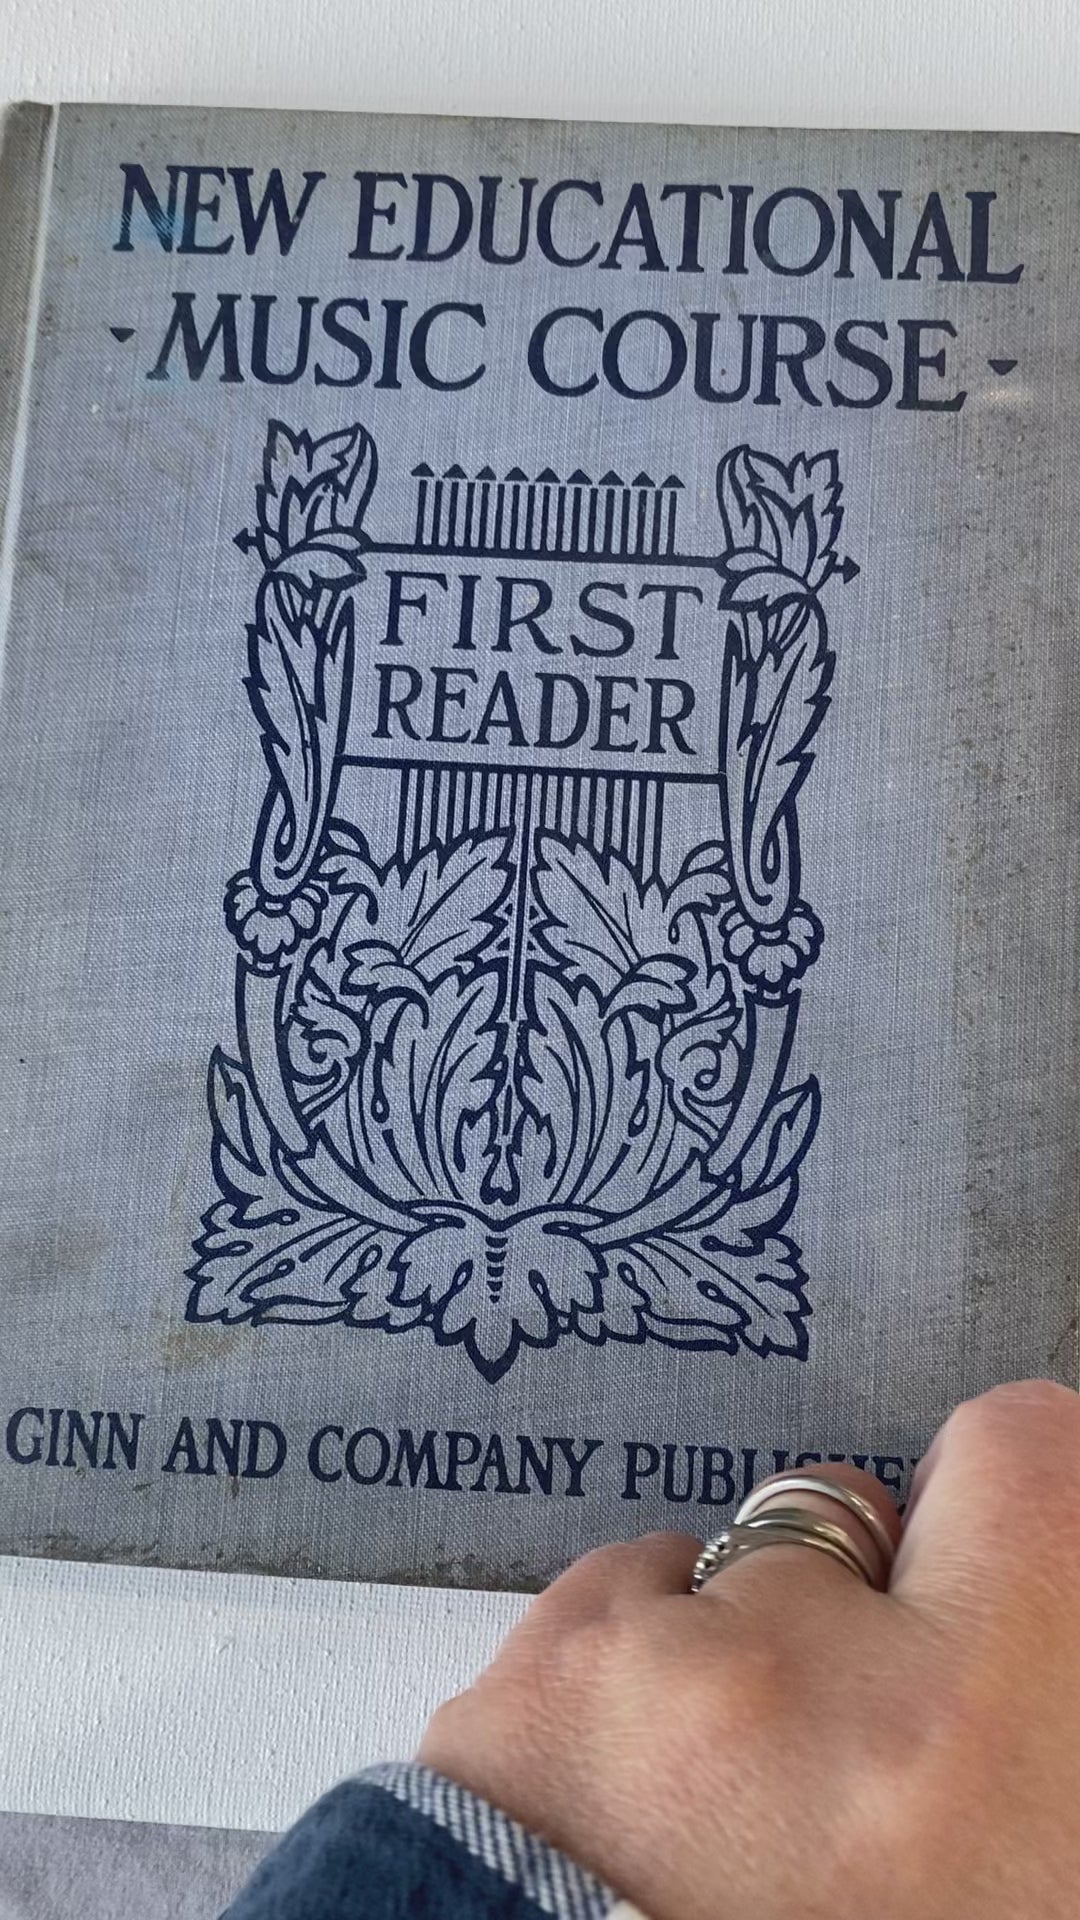 NEW EDUCATIONAL
- MUSIC COURSE -
FIRST
READER
GINN AND COMPANY